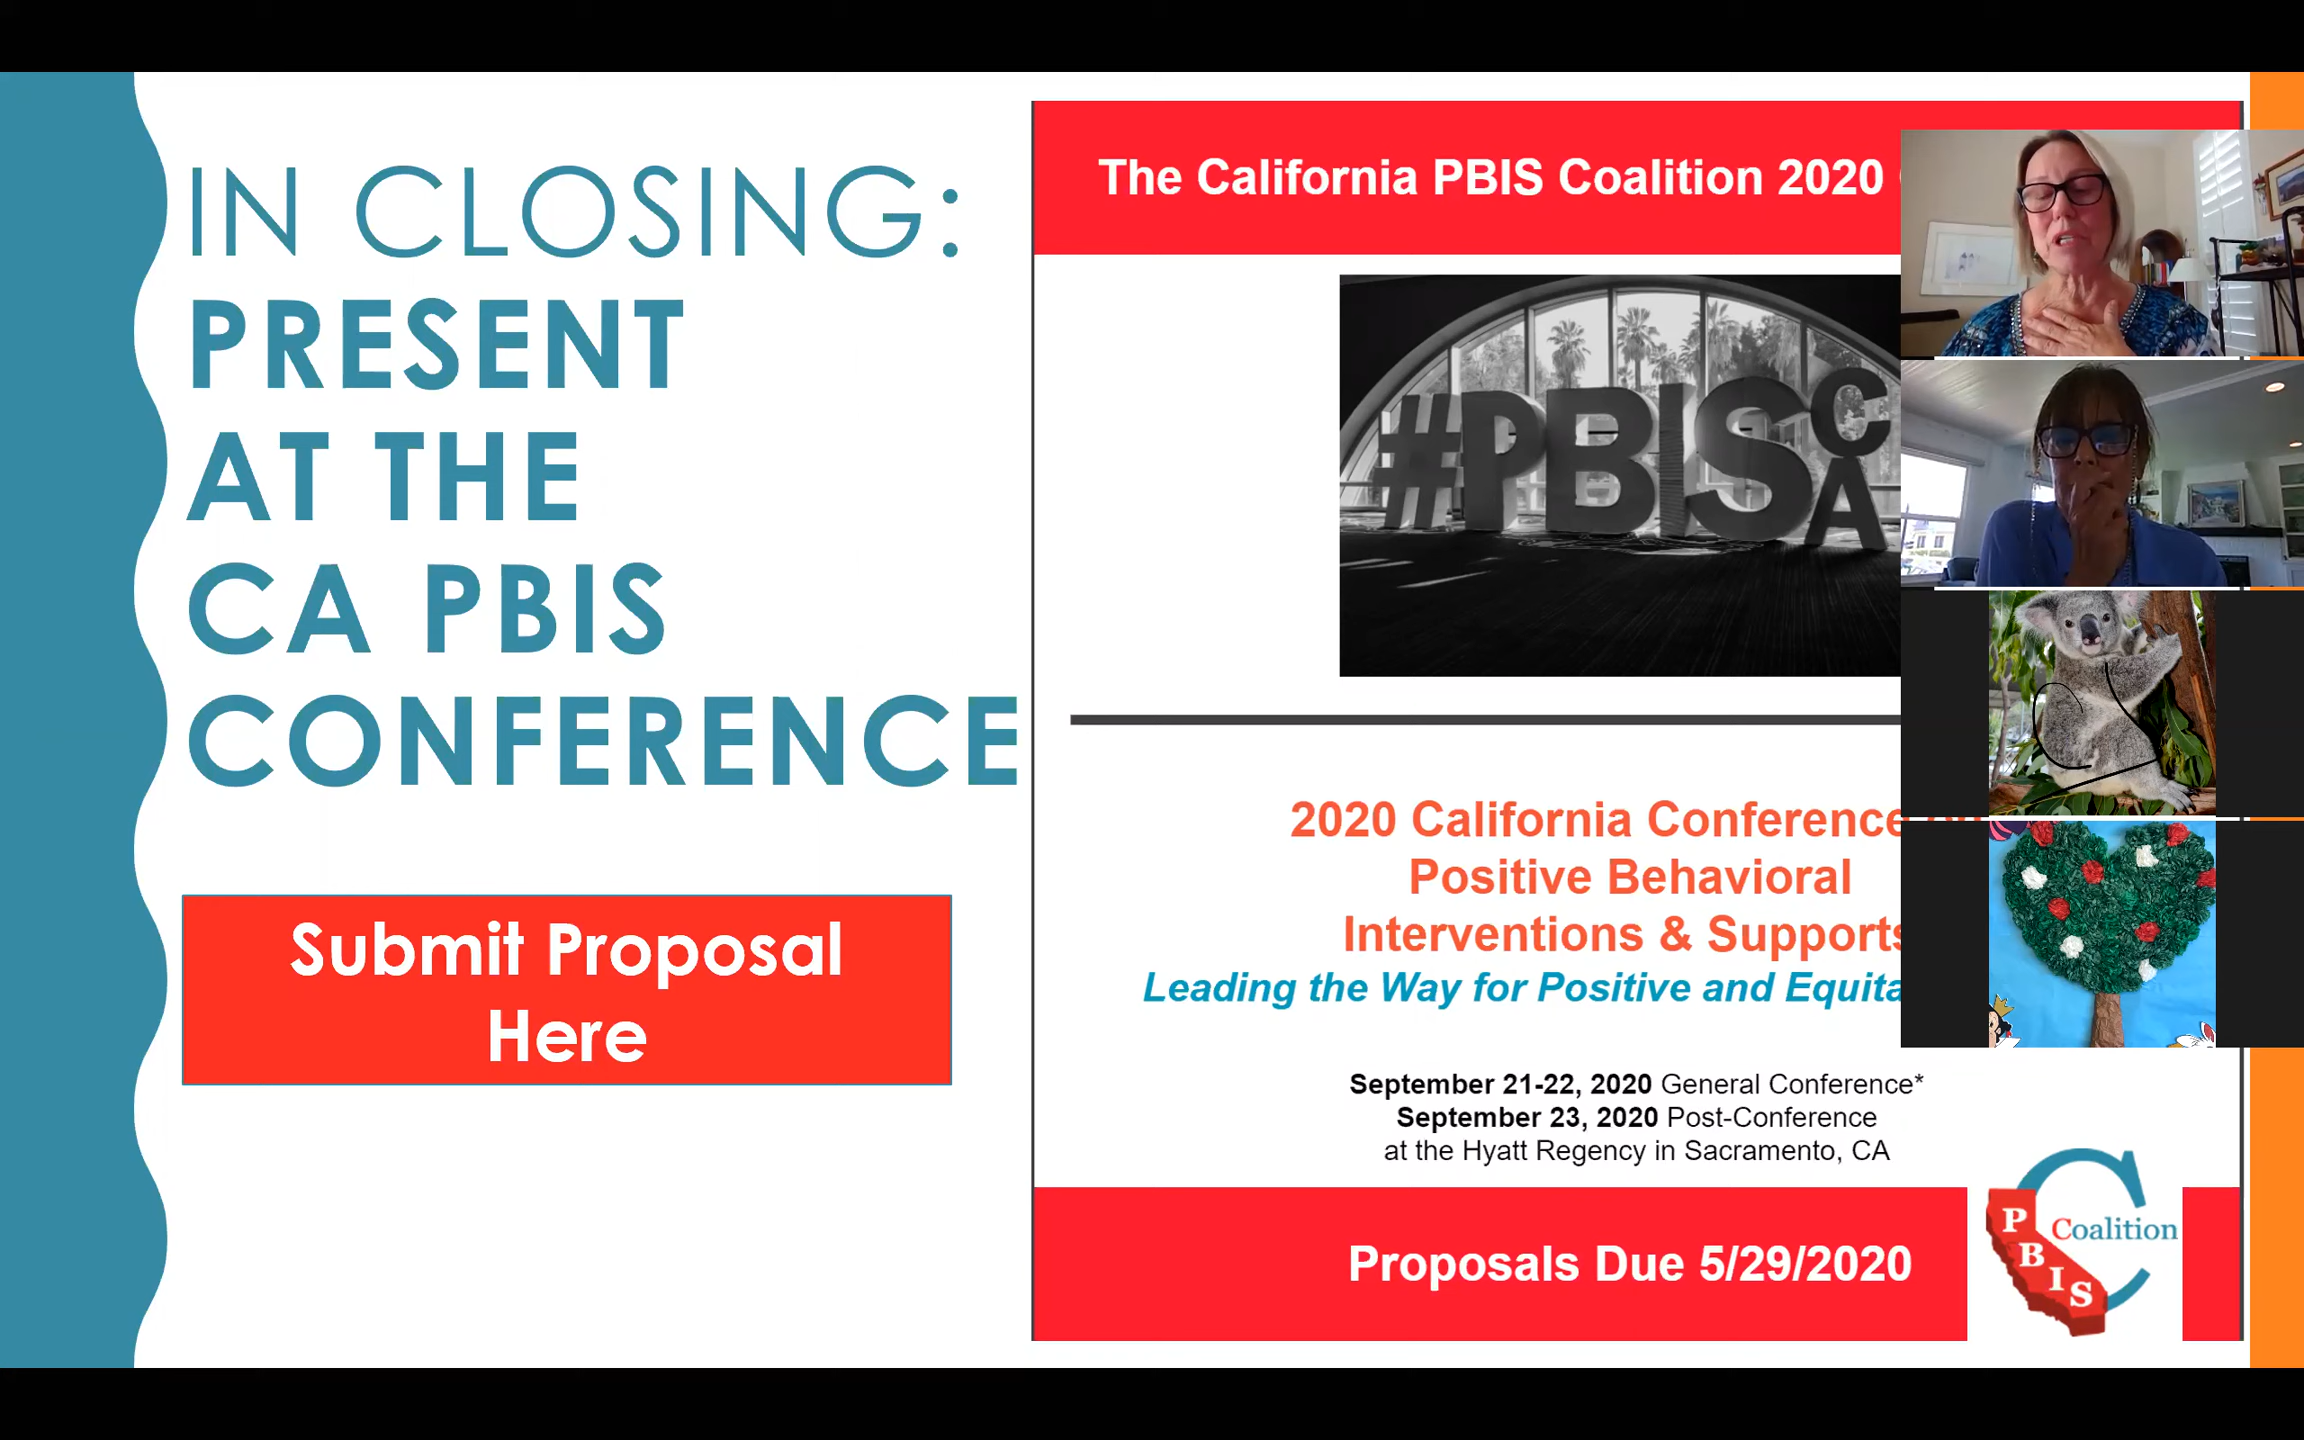 IN CLOSING:
PRESENT
AT THE
CA PBIS
CONFERENCE
Submit Proposal
Here
The California PBIS Coalition 2020
#PBISCA
2020 California Conference
Positive Behavioral
Interventions & Supports
Leading the Way for Positive and
September 21-22, 2020 General Conference*
September 23, 2020 Post-Conference
at the Hyatt Regency in Sacramento, CA
Proposals Due 5/29/2020
PBIS
Coalition